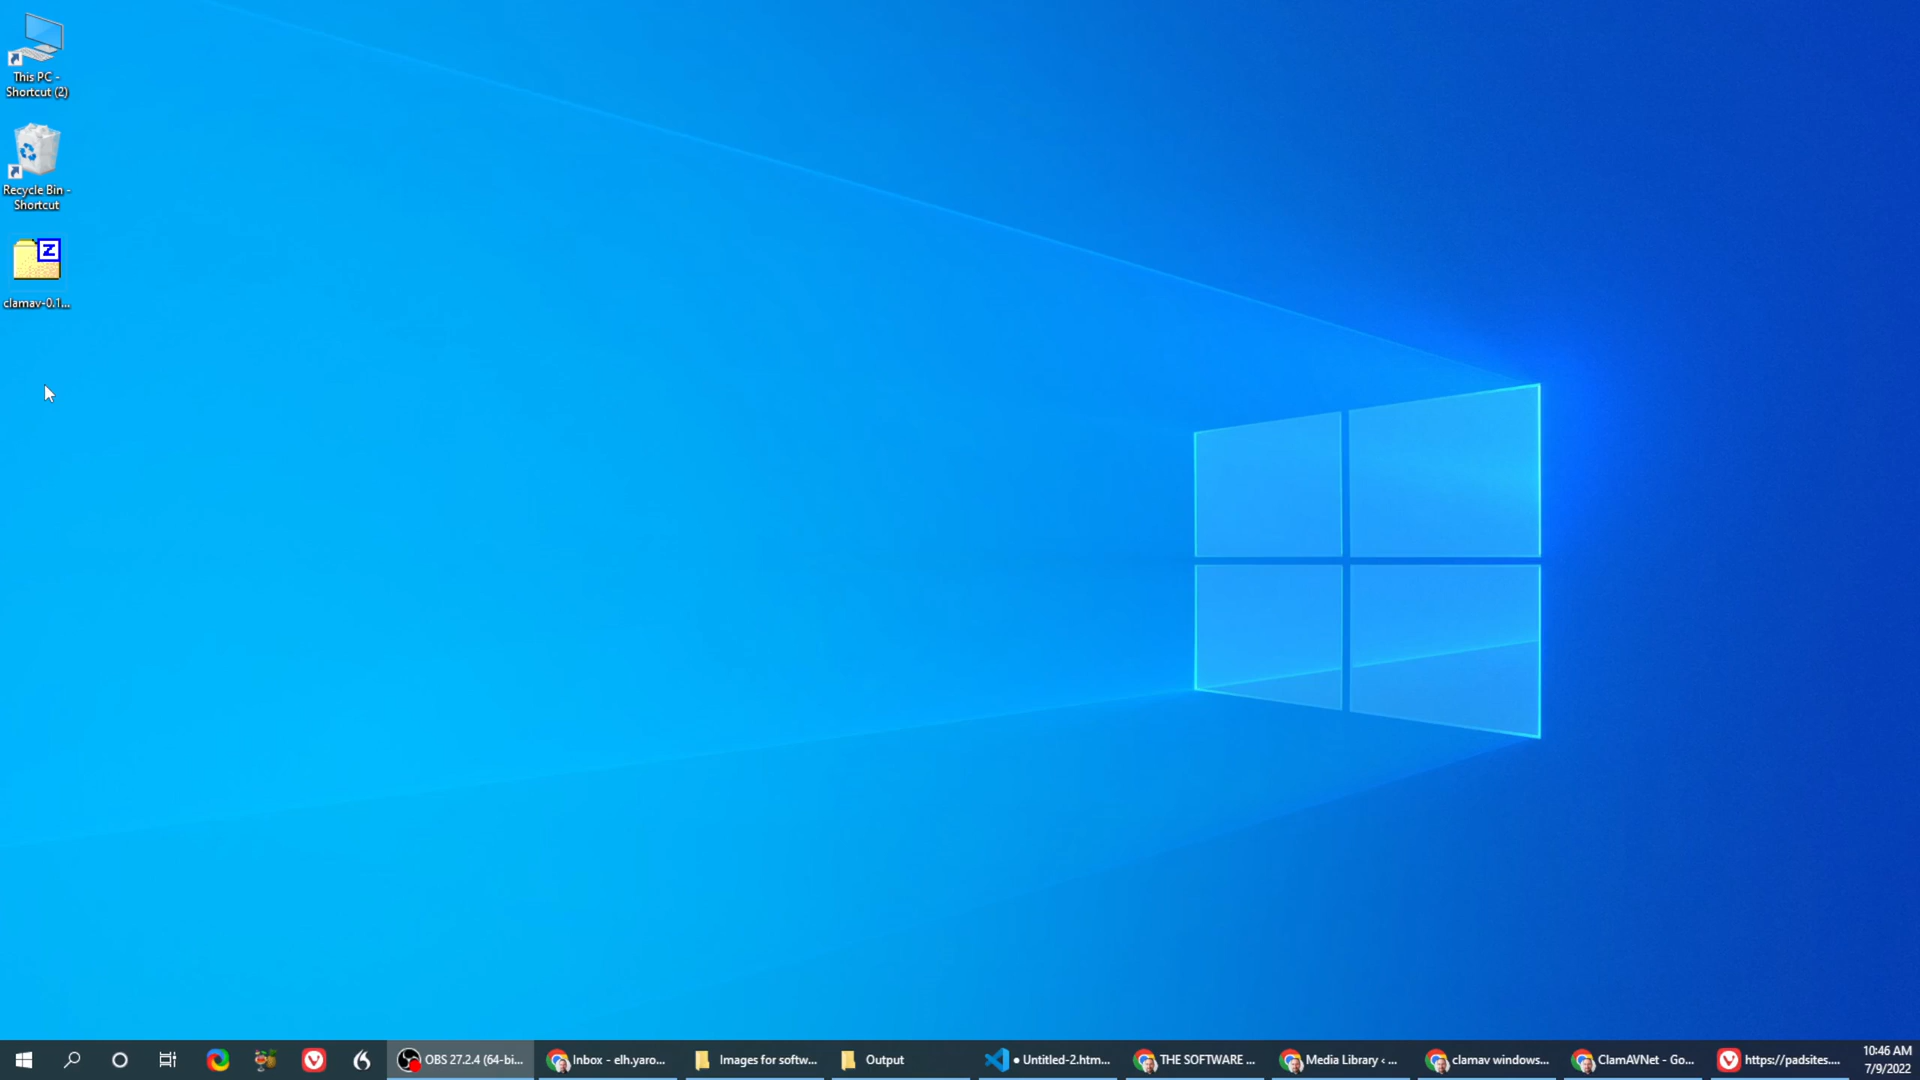 This PC -
Shortcut (2)
Recycle Bin -
Shortcut
Z
clamav-0.1...
OBS 27.2.4 (64-bi...
Inbox - elh.yaro...
Images for softw...
Output
● Untitled-2.htm...
THE SOFTWARE ...
Media Library ‹ ...
clamav windows...
ClamAVNet - Go...
https://padsites....
10:46 AM
7/9/2022